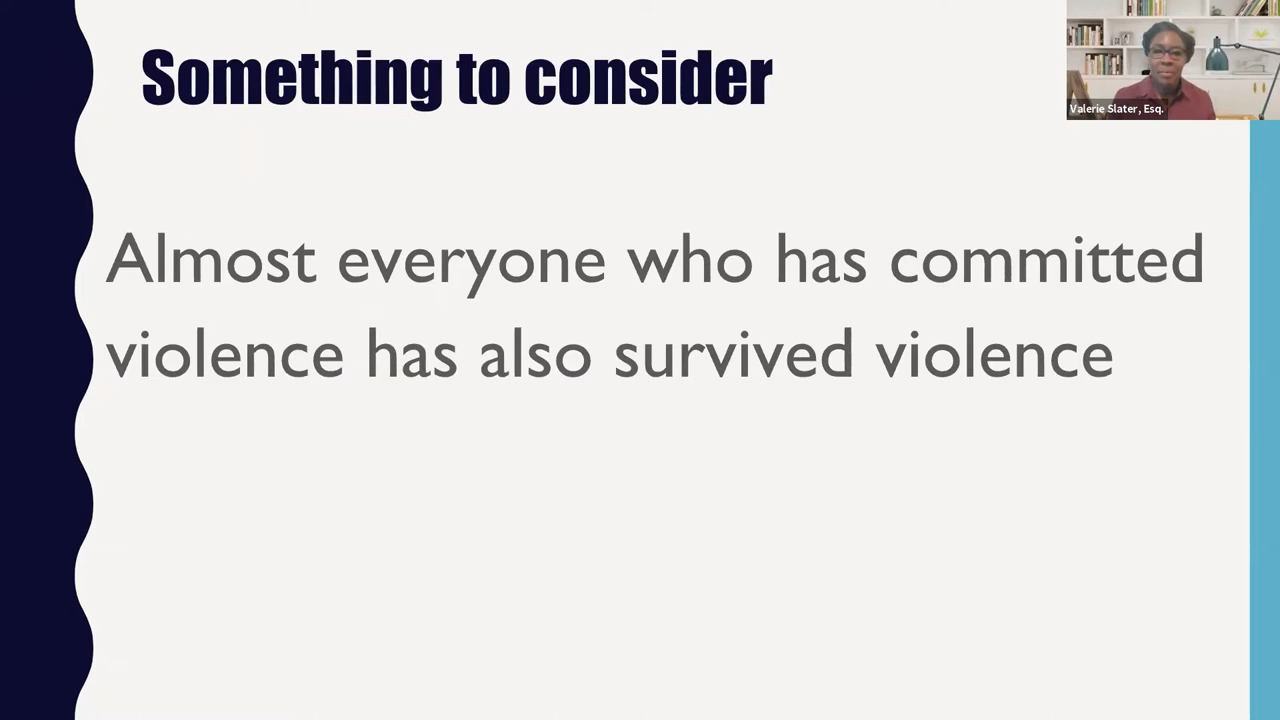 Something to consider
Valerie Slater, Esq.
Almost everyone who has committed
violence has also survived violence